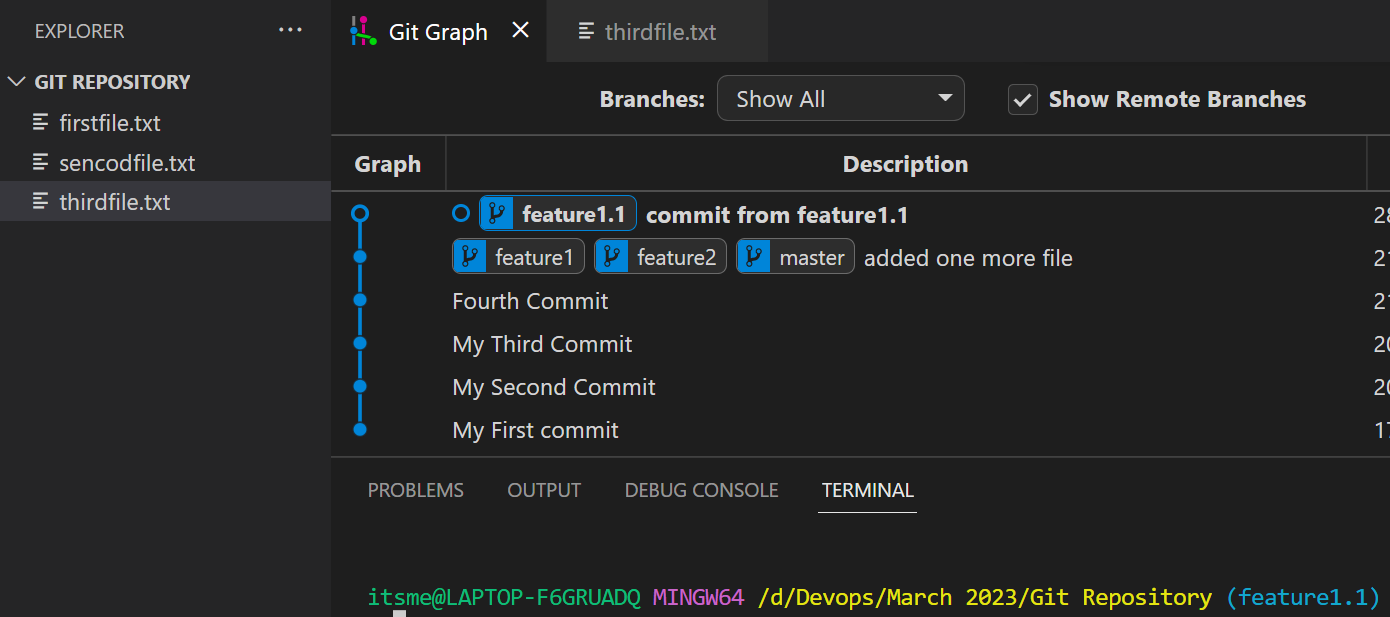 EXPLORER ...
GIT REPOSITORY
firstfile.txt
sencodfile.txt
thirdfile.txt
Git Graph
thirdfile.txt
Branches: Show All Show Remote Branches
Graph Description
feature1.1 commit from feature1.1 28
feature1 feature2 master added one more file 21
Fourth Commit 21
My Third Commit 20
My Second Commit 20
My First commit 17
PROBLEMS OUTPUT DEBUG CONSOLE TERMINAL
itsme@LAPTOP-F6GRUADQ MINGW64 /d/Devops/March 2023/Git Repository (feature1.1)